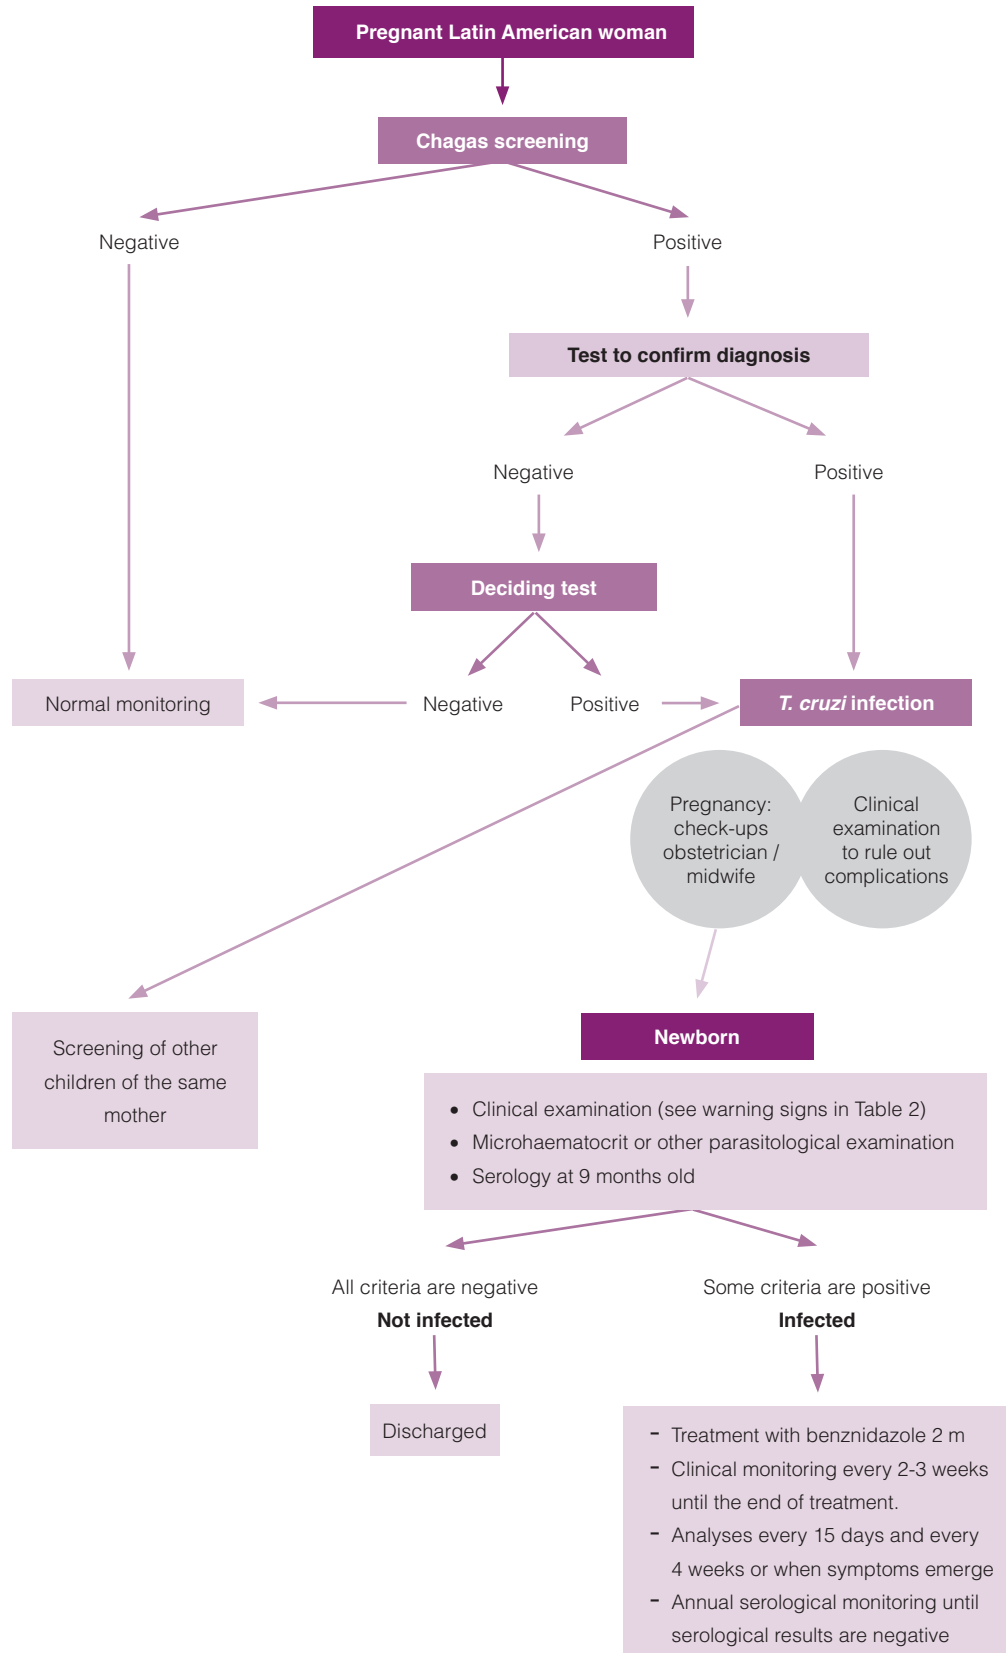 Pregnant Latin American woman
Chagas screening
Negative
Positive
Test to confirm diagnosis
Negative
Positive
Deciding test
Normal monitoring
Negative
Positive
T. cruzi infection
Pregnancy:
check-ups
obstetrician /
midwife
Clinical
examination
to rule out
complications
Screening of other
children of the same
mother
Newborn
• Clinical examination (see warning signs in Table 2)
• Microhaematocrit or other parasitological examination
• Serology at 9 months old
All criteria are negative
Not infected
Some criteria are positive
Infected
Discharged
- Treatment with benznidazole 2 m
- Clinical monitoring every 2-3 weeks
until the end of treatment.
- Analyses every 15 days and every
4 weeks or when symptoms emerge
- Annual serological monitoring until
serological results are negative